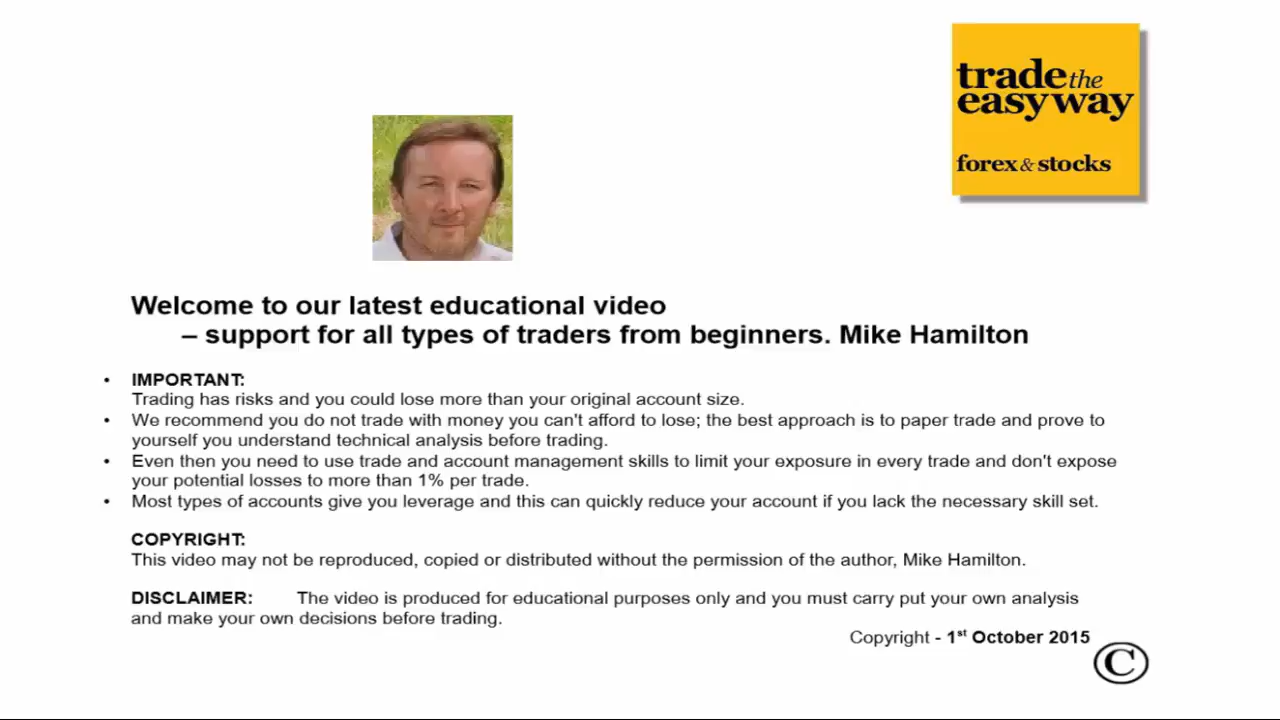 trade the
easyway
forex & stocks
Welcome to our latest educational video
– support for all types of traders from beginners. Mike Hamilton
• IMPORTANT:
Trading has risks and you could lose more than your original account size.
• We recommend you do not trade with money you can't afford to lose; the best approach is to paper trade and prove to
yourself you understand technical analysis before trading.
• Even then you need to use trade and account management skills to limit your exposure in every trade and don't expose
your potential losses to more than 1% per trade.
• Most types of accounts give you leverage and this can quickly reduce your account if you lack the necessary skill set.
COPYRIGHT:
This video may not be reproduced, copied or distributed without the permission of the author, Mike Hamilton.
DISCLAIMER: The video is produced for educational purposes only and you must carry put your own analysis
and make your own decisions before trading.
Copyright - 1st October 2015
©